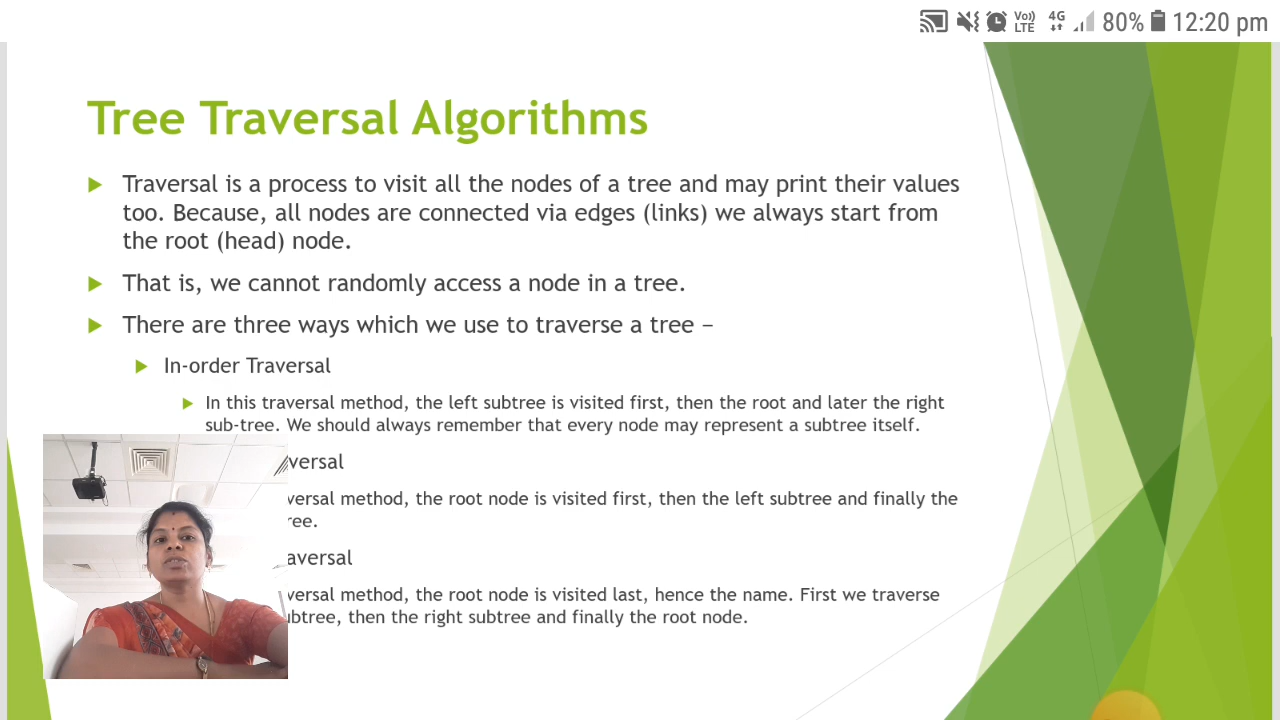 Vo)) 4G 80% 12:20 pm
LTE
Tree Traversal Algorithms
Traversal is a process to visit all the nodes of a tree and may print their values
too. Because, all nodes are connected via edges (links) we always start from
the root (head) node.
That is, we cannot randomly access a node in a tree.
There are three ways which we use to traverse a tree –
In-order Traversal
In this traversal method, the left subtree is visited first, then the root and later the right
sub-tree. We should always remember that every node may represent a subtree itself.
versal
versal method, the root node is visited first, then the left subtree and finally the
ree.
aversal
versal method, the root node is visited last, hence the name. First we traverse
ubtree, then the right subtree and finally the root node.